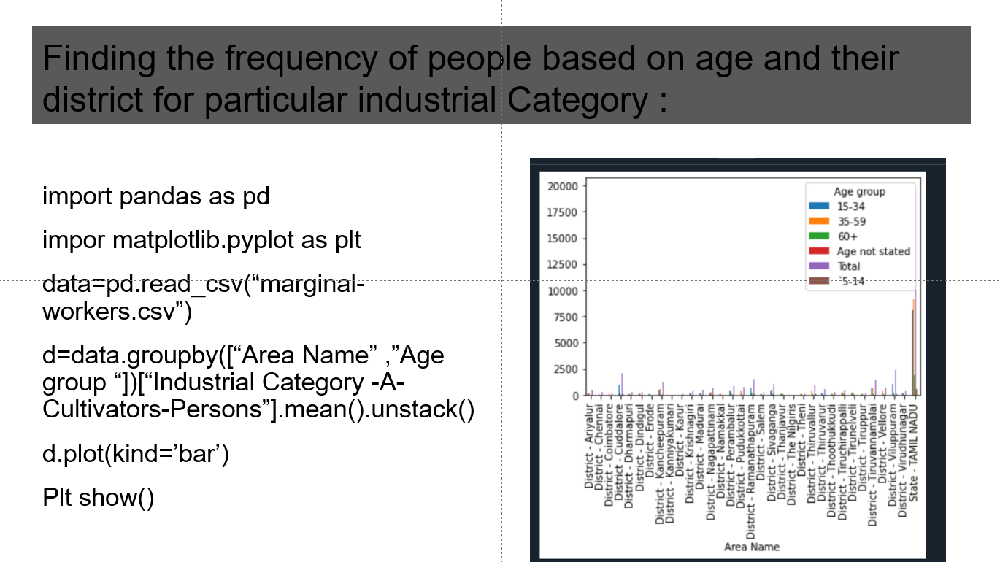 Finding the frequency of people based on age and their
district for particular industrial Category :
import pandas as pd
impor matplotlib.pyplot as plt
data=pd.read_csv(“marginal-
workers.csv”)
d=data.groupby([“Area Name” ,”Age
group “])[“Industrial Category -A-
Cultivators-Persons”].mean().unstack()
d.plot(kind=’bar’)
Plt show()
20000
17500
15000
12500
10000
7500
5000
2500
0
Age group
15-34
35-59
60+
Age not stated
Total
`5-14
District - Ariyalur
District - Chennai
District - Coimbatore
District - Cuddalore
District - Dharmapuri
District - Dindigul
District - Erode
District - Kancheepuram
District - Kanniyakumari
District - Karur
District - Krishnagiri
District - Madurai
District - Nagapattinam
District - Namakkal
District - Perambalur
District - Pudukkottai
District - Ramanathapuram
District - Salem
District - Sivaganga
District - Thanjavur
District - The Nilgiris
District - Theni
District - Thiruvallur
District - Thiruvarur
District - Thoothukkudi
District - Tiruchirappalli
District - Tirunelveli
District - Tiruppur
District - Tiruvannamalai
District - Vellore
District - Viluppuram
District - Virudhunagar
State - TAMIL NADU
Area Name